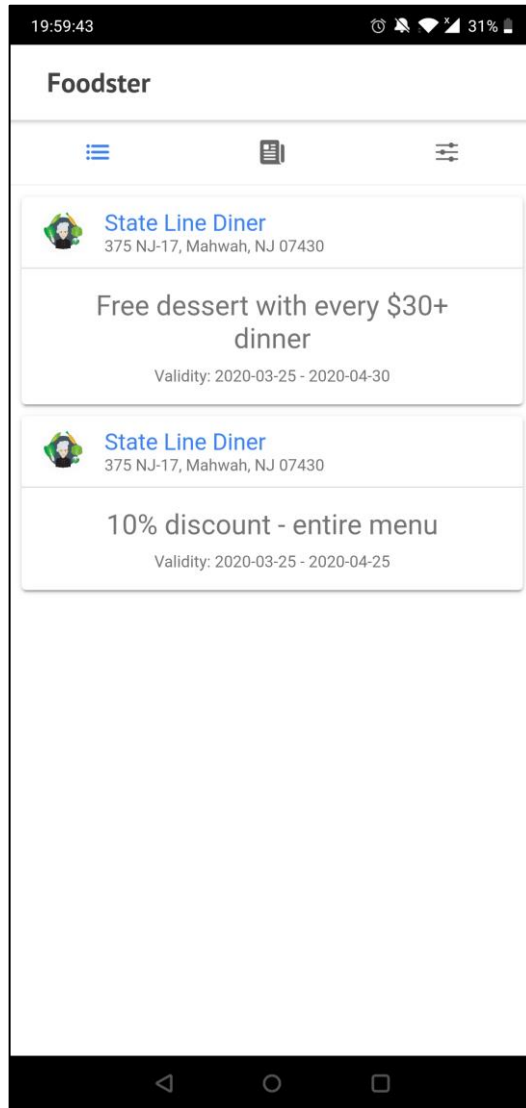 19:59:43
31%
Foodster
State Line Diner
375 NJ-17, Mahwah, NJ 07430
Free dessert with every $30+
dinner
Validity: 2020-03-25 - 2020-04-30
State Line Diner
375 NJ-17, Mahwah, NJ 07430
10% discount - entire menu
Validity: 2020-03-25 - 2020-04-25